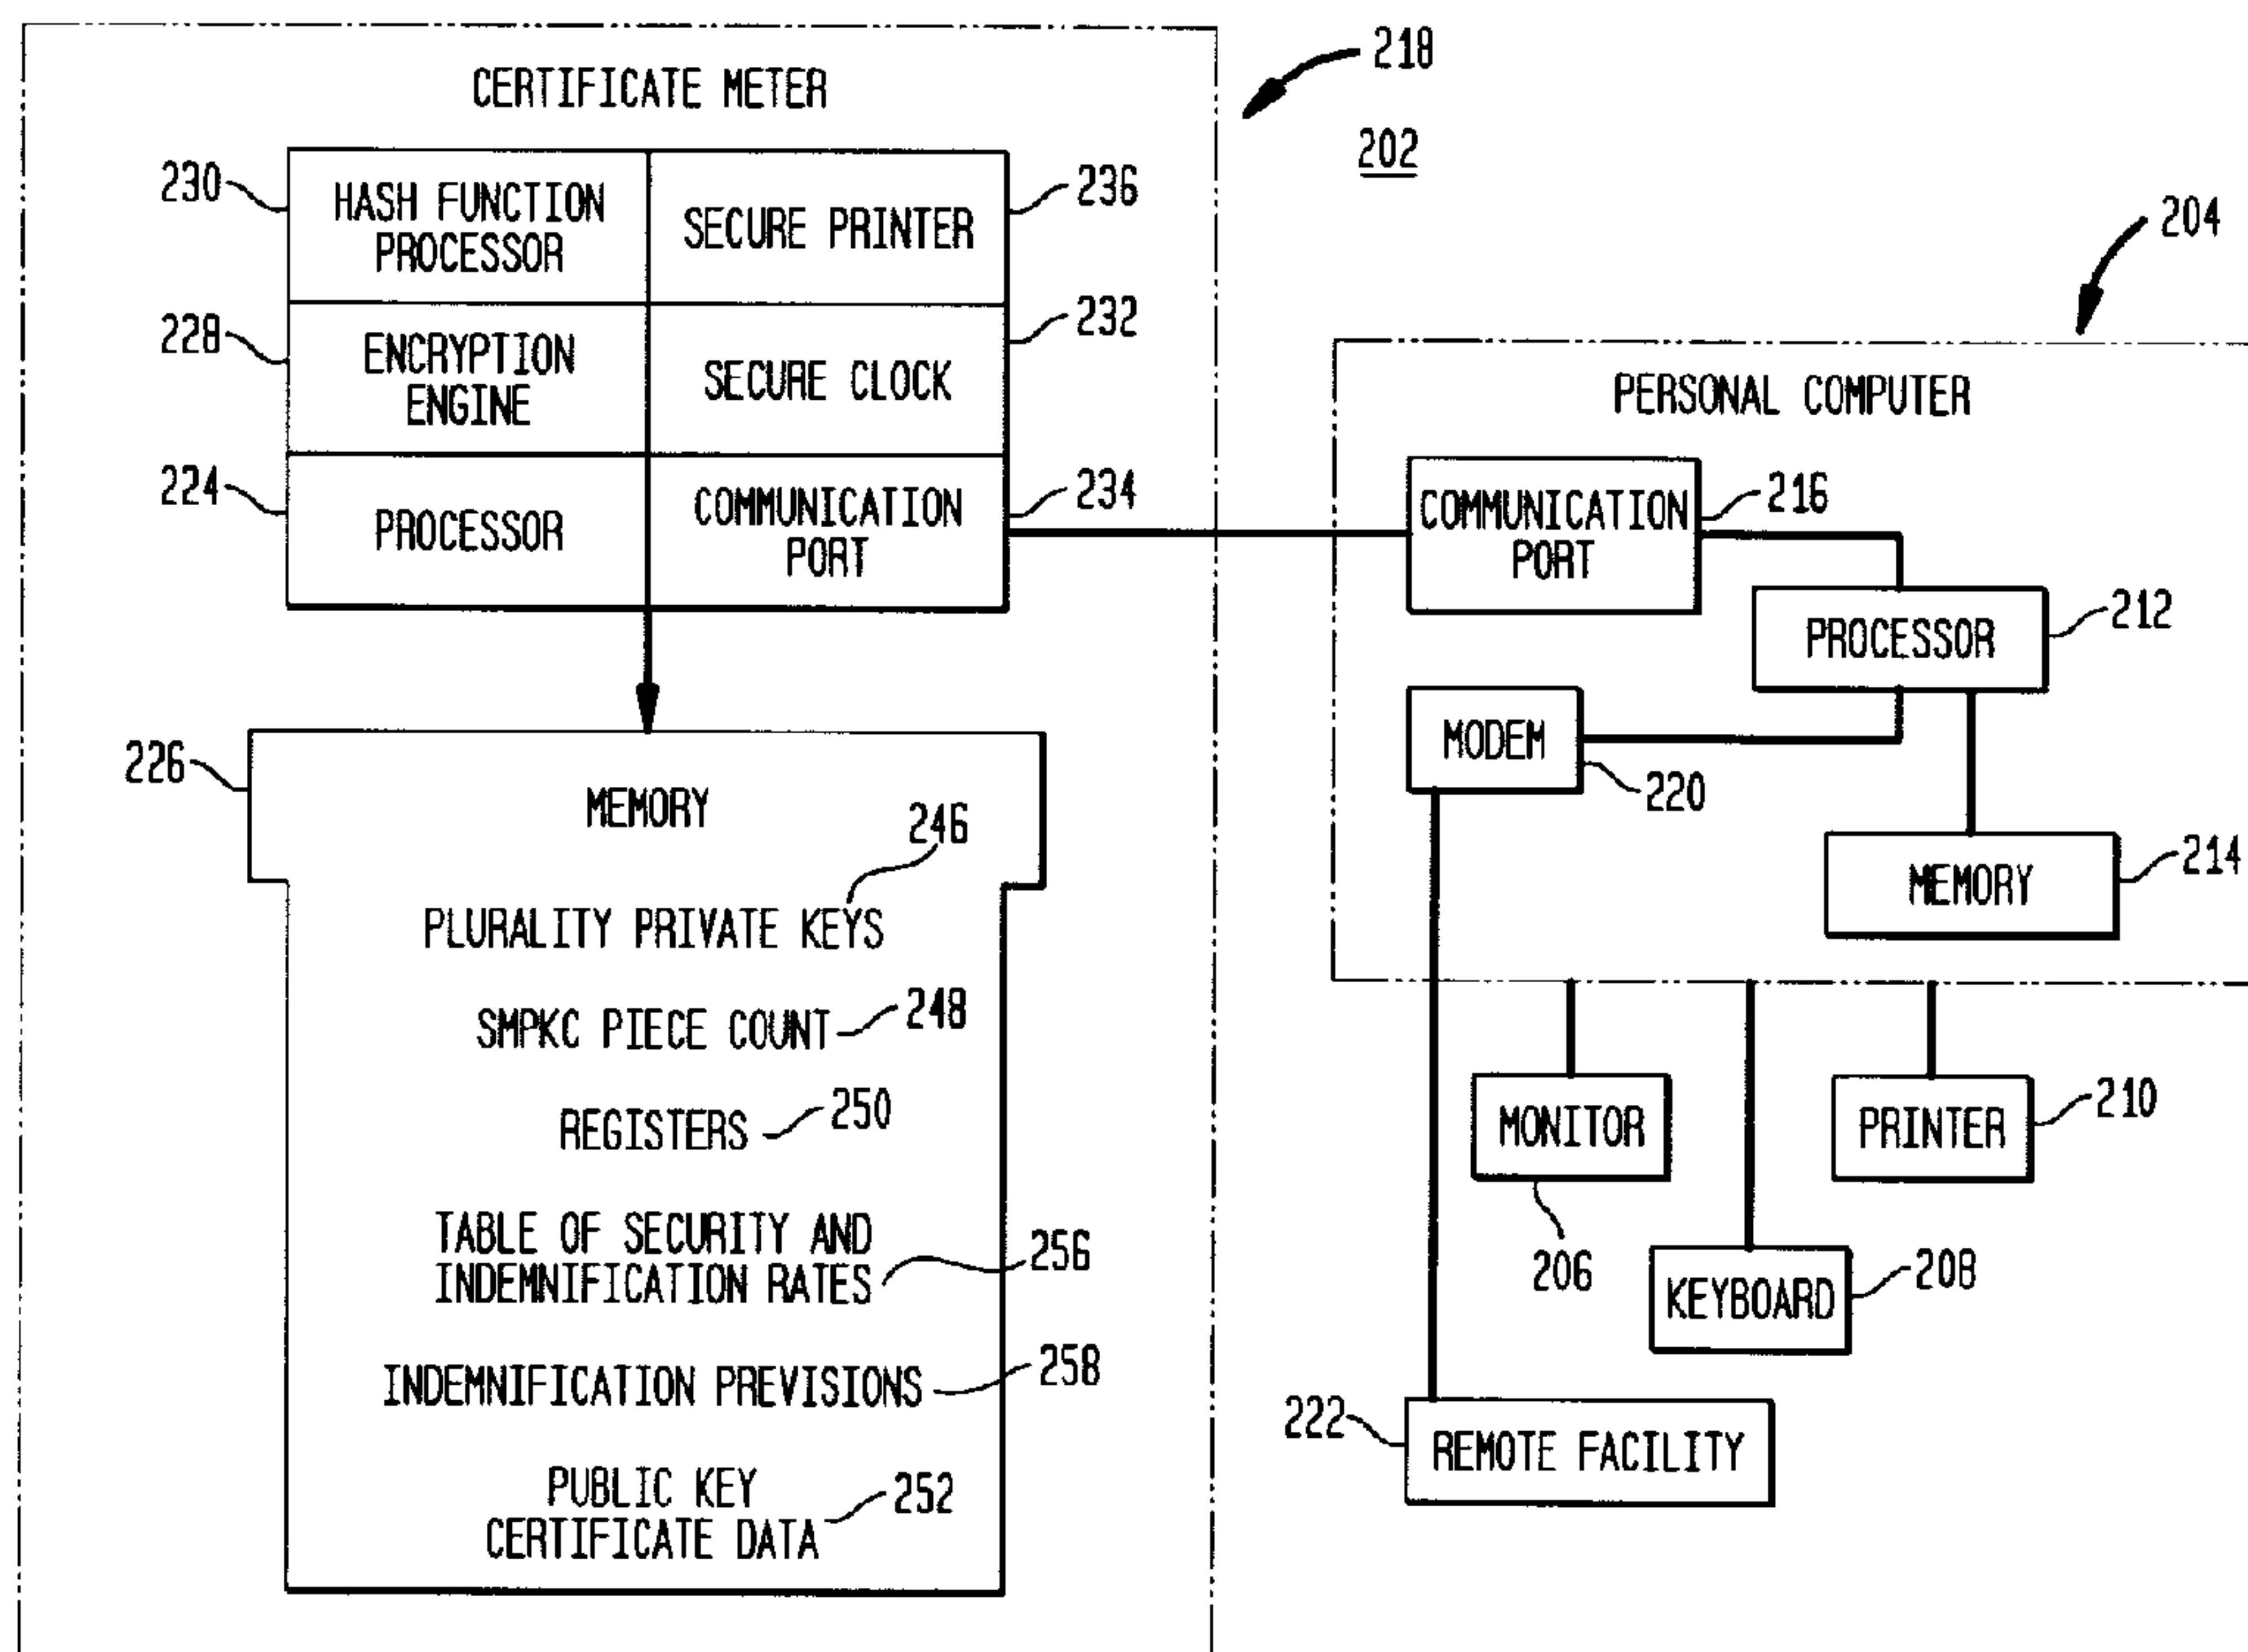 CERTIFICATE METER
218
202
230
HASH FUNCTION
PROCESSOR
SECURE PRINTER
236
228
ENCRYPTION
ENGINE
SECURE CLOCK
232
224
PROCESSOR
COMMUNICATION
PORT
234
226
MEMORY
246
PLURALITY PRIVATE KEYS
SMPKC PIECE COUNT
248
REGISTERS
250
TABLE OF SECURITY AND
INDEMNIFICATION RATES
256
INDEMNIFICATION PREVISIONS
258
PUBLIC KEY
CERTIFICATE DATA
252
204
PERSONAL COMPUTER
COMMUNICATION
PORT
216
PROCESSOR
212
MODEM
220
MEMORY
214
MONITOR
206
KEYBOARD
208
PRINTER
210
222
REMOTE FACILITY